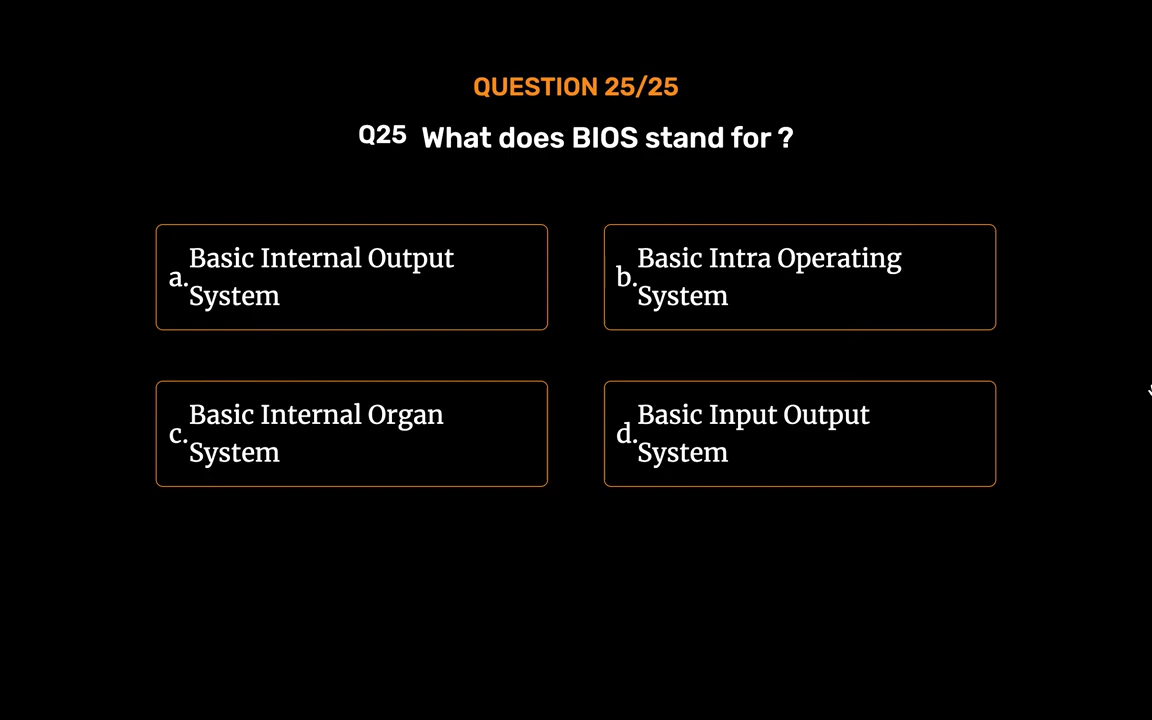 QUESTION 25/25
Q25 What does BIOS stand for ?
a. Basic Internal Output
System
b. Basic Intra Operating
System
c. Basic Internal Organ
System
d. Basic Input Output
System